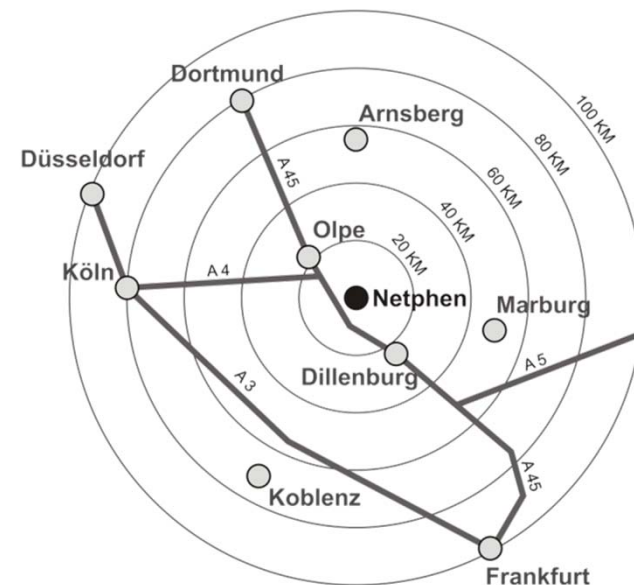 Dortmund
Arnsberg
100 KM
80 KM
60 KM
40 KM
20 KM
Düsseldorf
A 45
Olpe
Köln
A 4
Netphen
Marburg
Dillenburg
A 5
A 3
A 45
Koblenz
Frankfurt